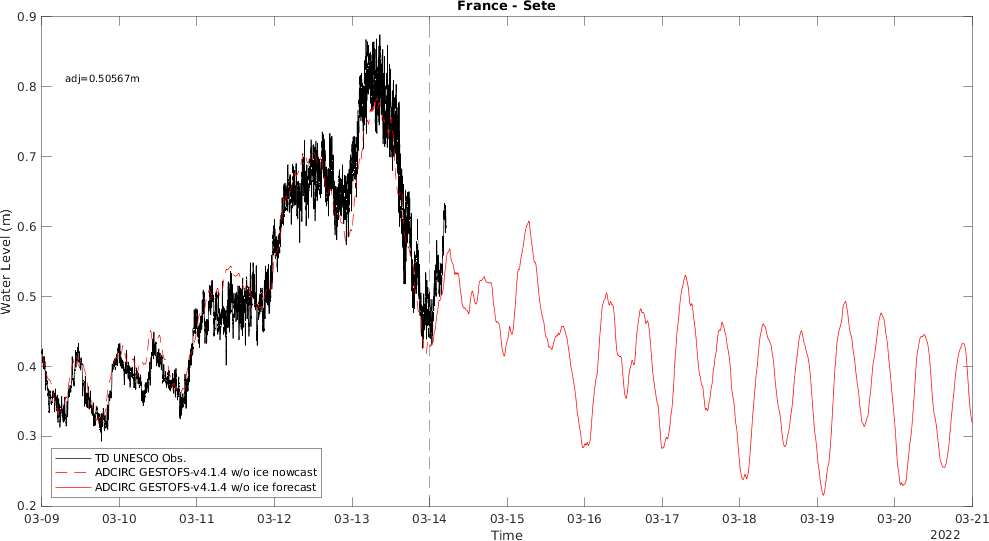 France - Sete
adj=0.50567m
Water Level (m)
0.9
0.8
0.7
0.6
0.5
0.4
0.3
0.2
TD UNESCO Obs.
ADCIRC GESTOFS-v4.1.4 w/o ice nowcast
ADCIRC GESTOFS-v4.1.4 w/o ice forecast
03-09 03-10 03-11 03-12 03-13 03-14 03-15 03-16 03-17 03-18 03-19 03-20 03-21
Time
2022